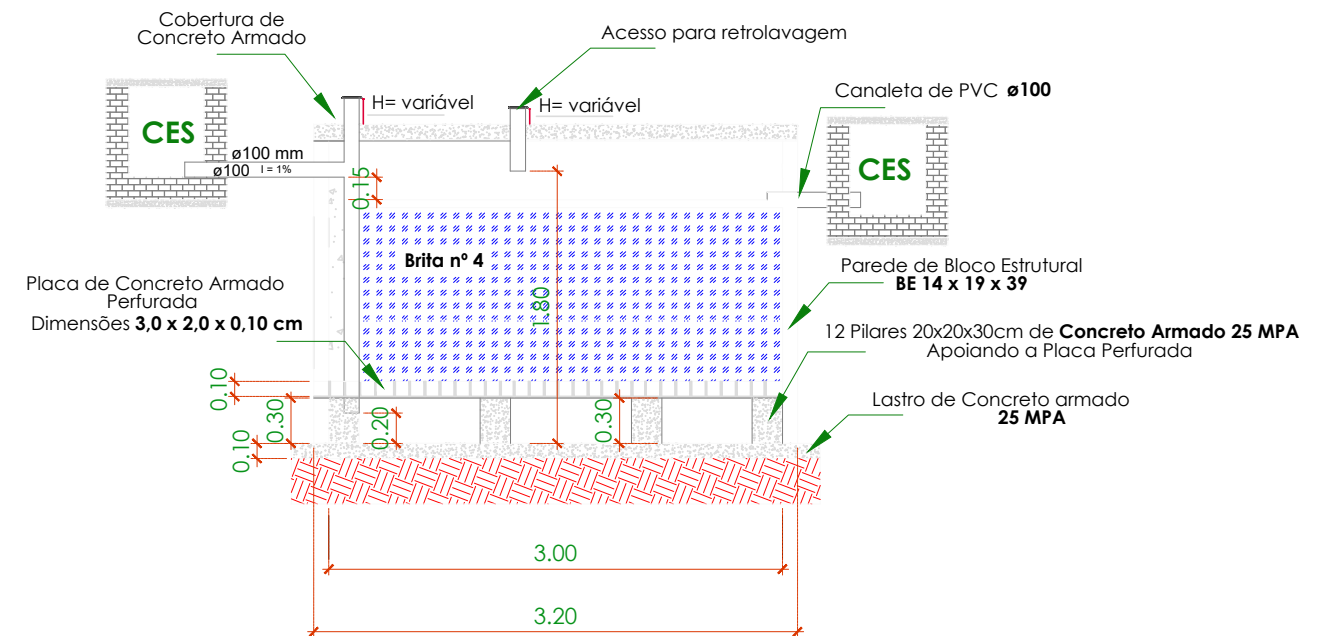 Cobertura de
Concreto Armado
Acesso para retrolavagem
H= variável
H= variável
Canaleta de PVC ø100
CES
ø100 mm
ø100 I = 1%
0.15
CES
Brita nº 4
1.80
Parede de Bloco Estrutural
BE 14 x 19 x 39
Placa de Concreto Armado
Perfurada
Dimensões 3,0 x 2,0 x 0,10 cm
12 Pilares 20x20x30cm de Concreto Armado 25 MPA
Apoiando a Placa Perfurada
0.10
0.30
0.20
0.30
0.10
Lastro de Concreto armado
25 MPA
3.00
3.20